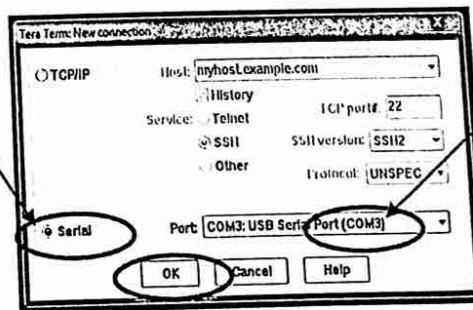 Tera Term: New connection
TCP/IP
Host: myhost.example.com
History
Service: Telnet
TCP port#: 22
SSH
SSH version: SSH2
Other
Protocol: UNSPEC
Serial
Port: COM3: USB Serial Port (COM3)
OK
Cancel
Help